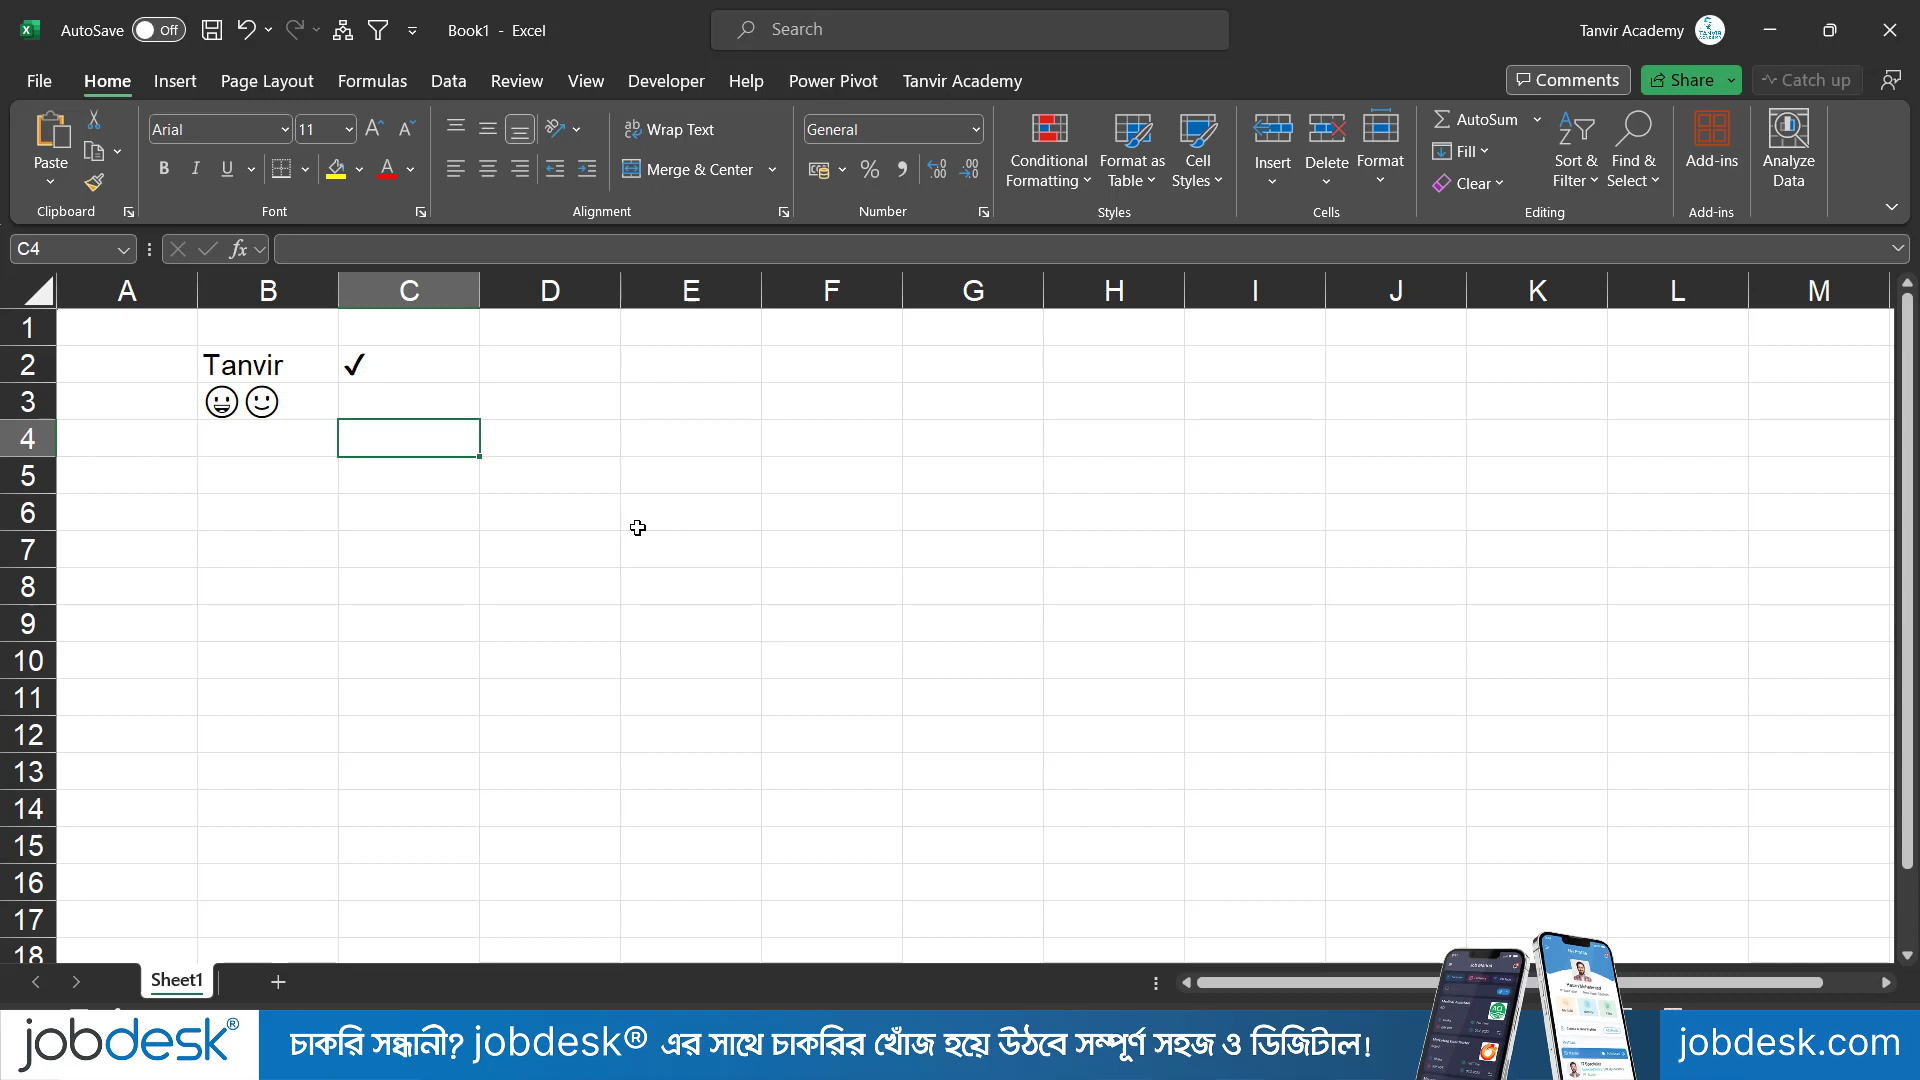 AutoSave Off Book1 - Excel Search Tanvir Academy
File Home Insert Page Layout Formulas Data Review View Developer Help Power Pivot Tanvir Academy Comments Share Catch up
Paste
Clipboard
Arial 11
B I U A
Font
Wrap Text
Merge & Center
Alignment
General
Number
Conditional Formatting
Format as Table
Cell Styles
Styles
Insert Delete Format
Cells
AutoSum
Fill
Clear
Sort & Filter
Find & Select
Editing
Add-ins
Add-ins
Analyze Data
C4 fx
A B C D E F G H I J K L M
1
2 Tanvir ✓
3 😀🙂
4
5
6
7
8
9
10
11
12
13
14
15
16
17
18
Sheet1
jobdesk® চাকরি সন্ধানী? jobdesk® এর সাথে চাকরির খোঁজ হয়ে উঠবে সম্পূর্ণ সহজ ও ডিজিটাল! jobdesk.com